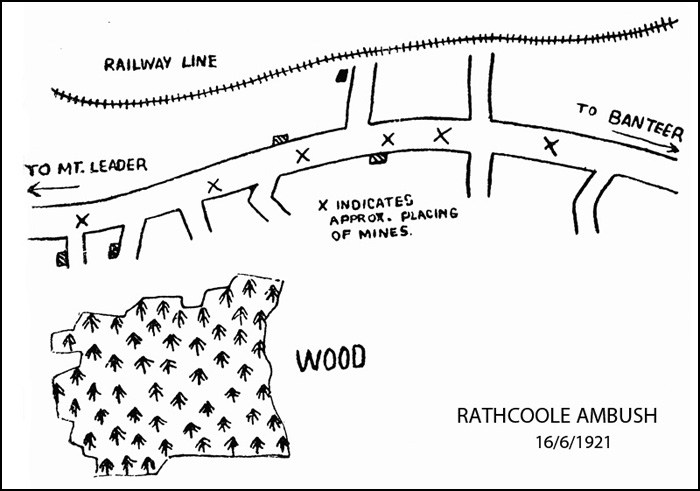 RAILWAY LINE
TO BANTEER
TO MT. LEADER
X INDICATES
APPROX. PLACING
OF MINES.
WOOD
RATHCOOLE AMBUSH
16/6/1921